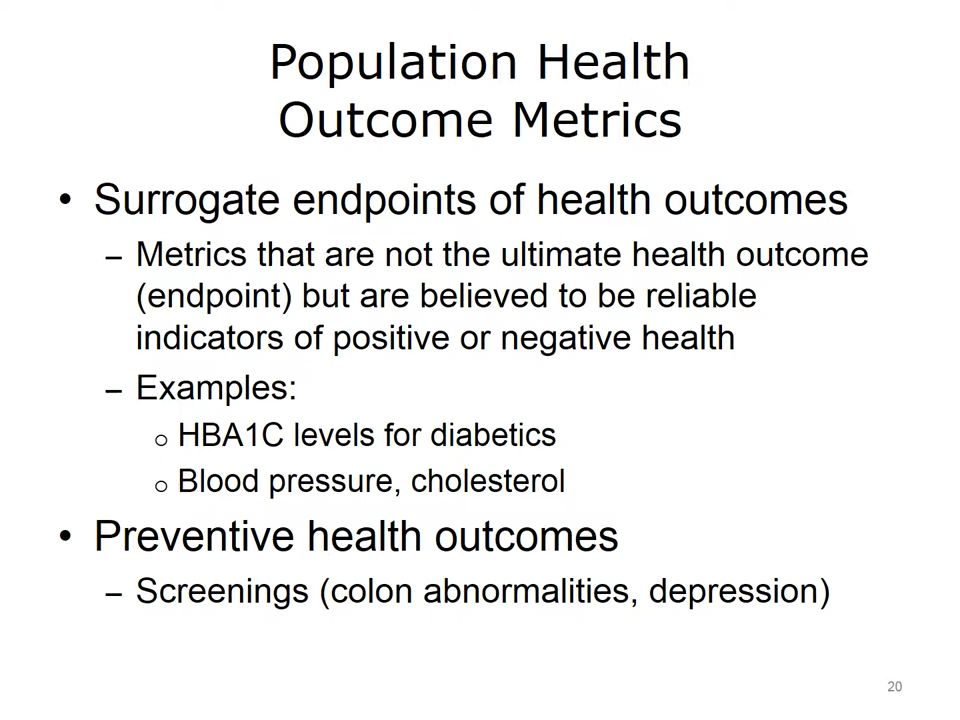 Population Health
Outcome Metrics
• Surrogate endpoints of health outcomes
– Metrics that are not the ultimate health outcome
(endpoint) but are believed to be reliable
indicators of positive or negative health
– Examples:
o HBA1C levels for diabetics
o Blood pressure, cholesterol
• Preventive health outcomes
– Screenings (colon abnormalities, depression)
20